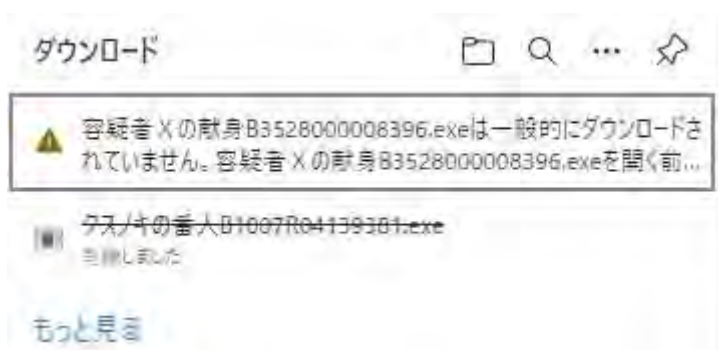 ダウンロード
容疑者Xの献身B3528000008396.exeは一般的にダウンロードさ
れていません。容疑者Xの献身B3528000008396.exeを開く前...
クスノキの番人B1007R04139381.exe
削除しました
もっと見る